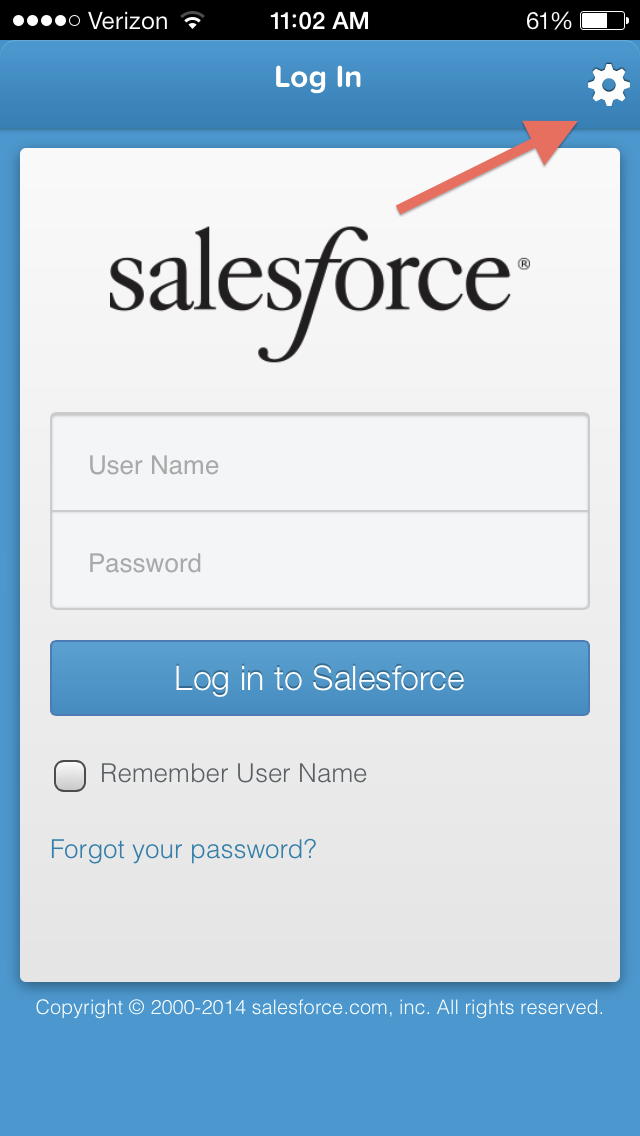 Verizon 11:02 AM 61%
Log In
salesforce®
User Name
Password
Log in to Salesforce
Remember User Name
Forgot your password?
Copyright © 2000-2014 salesforce.com, inc. All rights reserved.